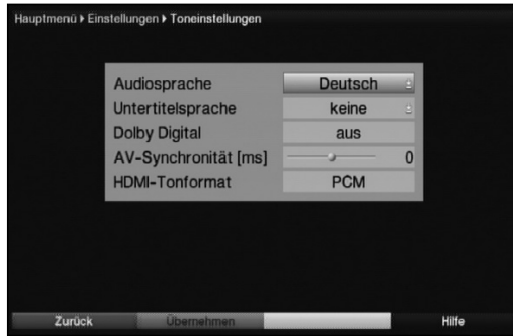 Hauptmenü ▸ Einstellungen ▸ Toneinstellungen
Audiosprache Deutsch
Untertitelsprache keine
Dolby Digital aus
AV-Synchronität [ms] 0
HDMI-Tonformat PCM
Zurück Übernehmen Hilfe